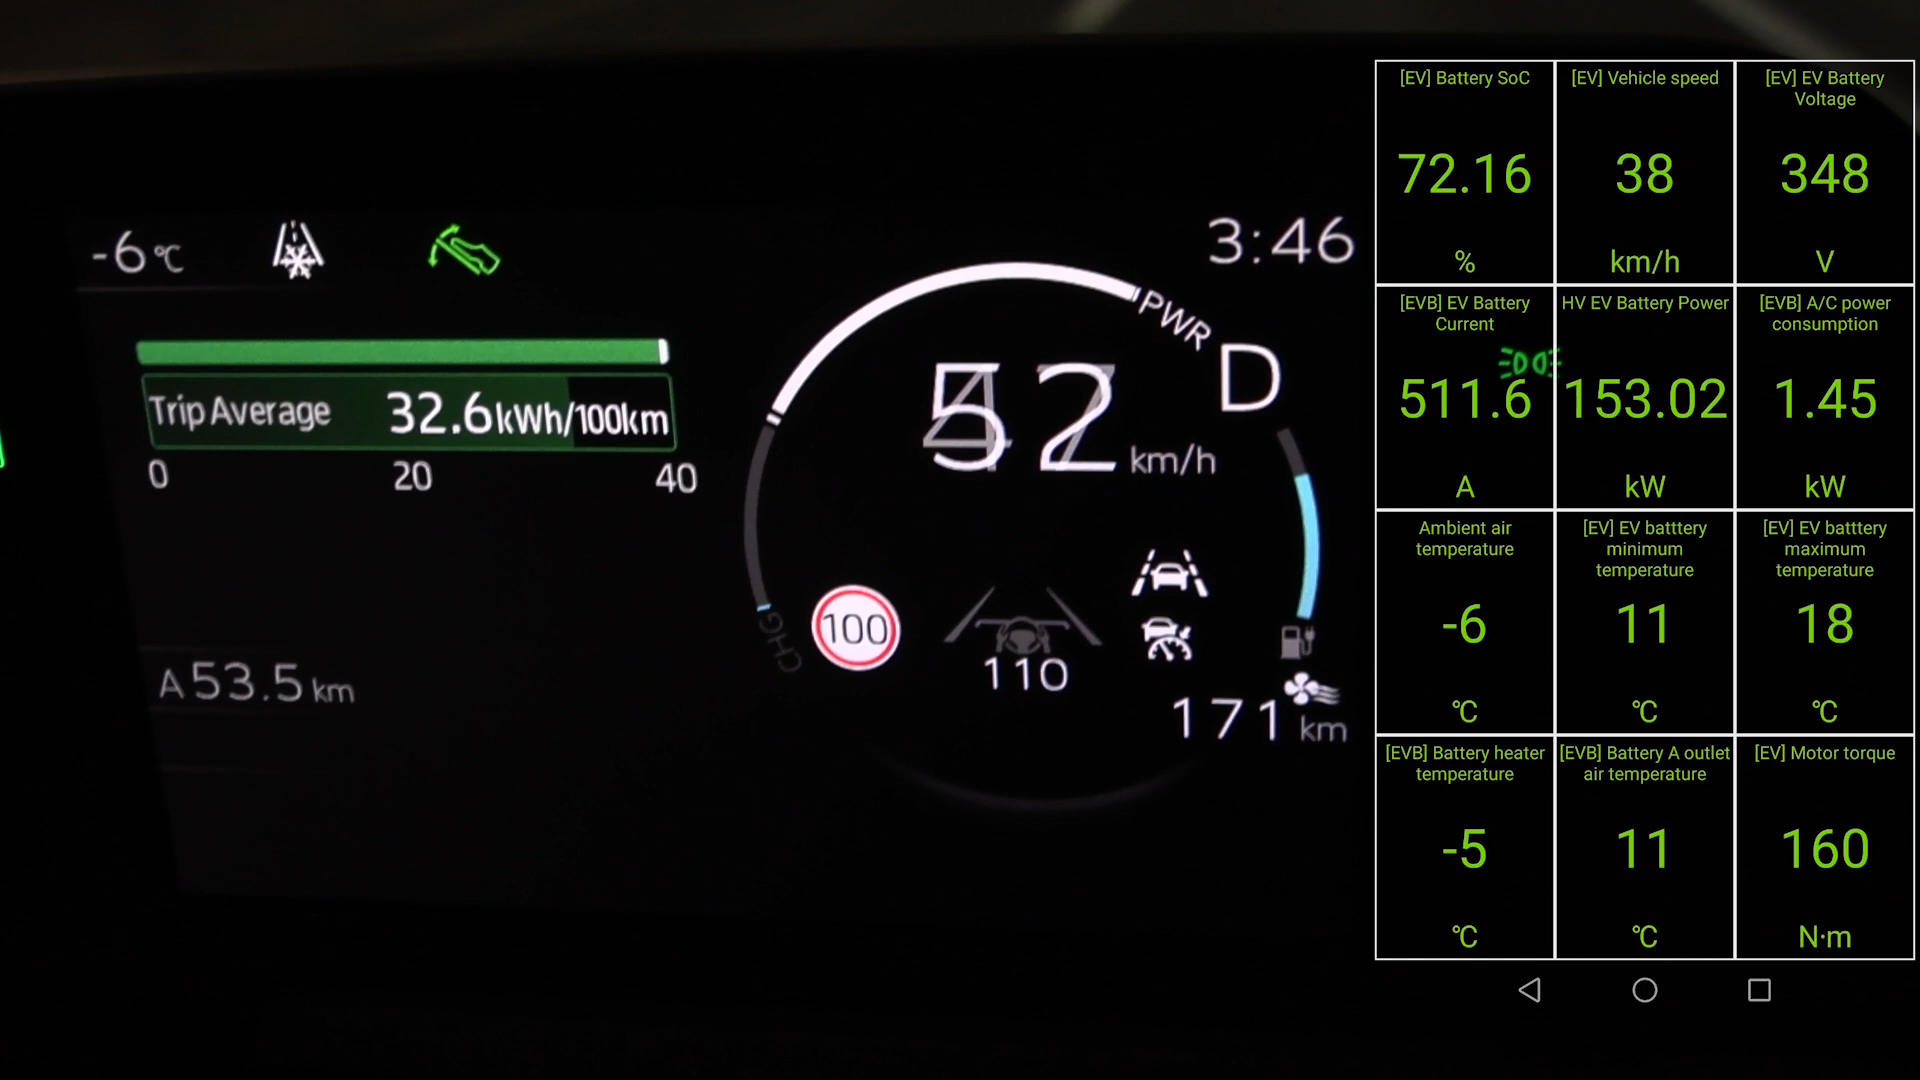 -6°C
3:46
PWR
D
Trip Average 32.6 kWh/100km
0 20 40
52 km/h
CHG
100
110
A 53.5 km
171 km
[EV] Battery SoC
72.16
%
[EV] Vehicle speed
38
km/h
[EV] EV Battery
Voltage
348
V
[EVB] EV Battery
Current
511.6
A
HV EV Battery Power
153.02
kW
[EVB] A/C power
consumption
1.45
kW
Ambient air
temperature
-6
℃
[EV] EV batttery
minimum
temperature
11
℃
[EV] EV batttery
maximum
temperature
18
℃
[EVB] Battery heater
temperature
-5
℃
[EVB] Battery A outlet
air temperature
11
℃
[EV] Motor torque
160
N·m